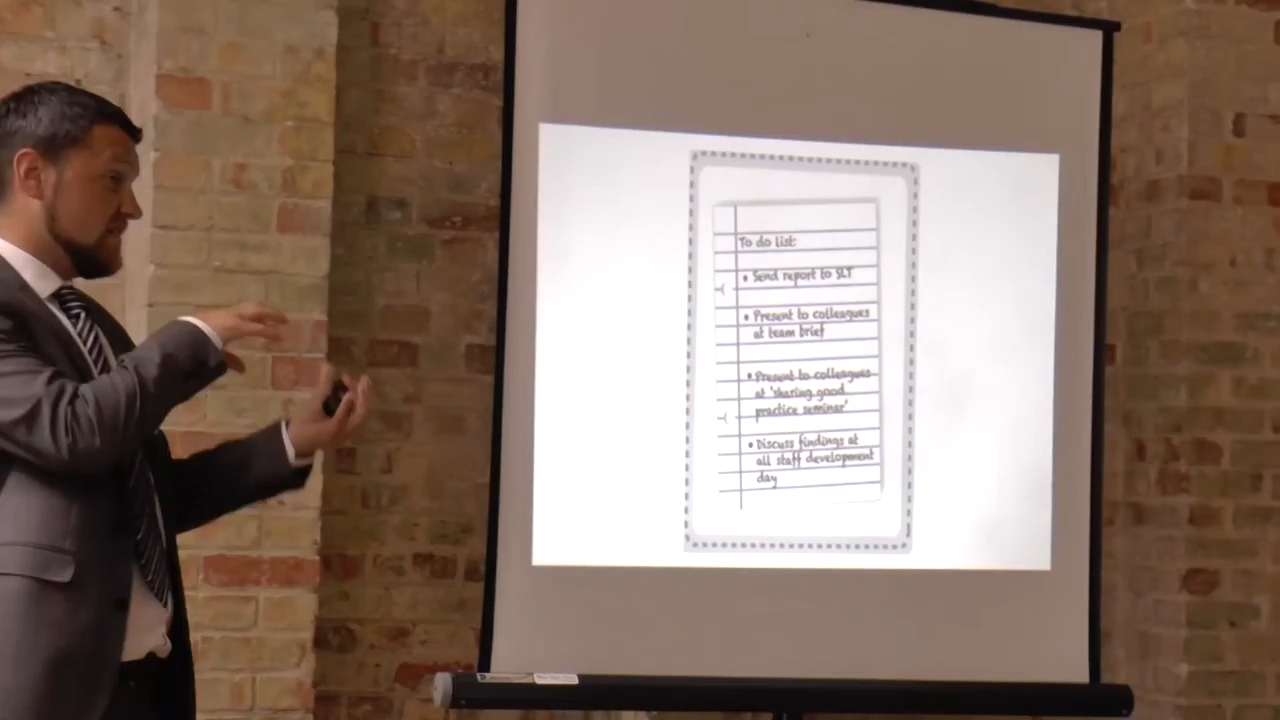 To do list:
• Send report to SLT
• Present to colleagues
at team brief
• Present to colleagues
at 'sharing good
practice seminar'
• Discuss findings at
all staff development
day